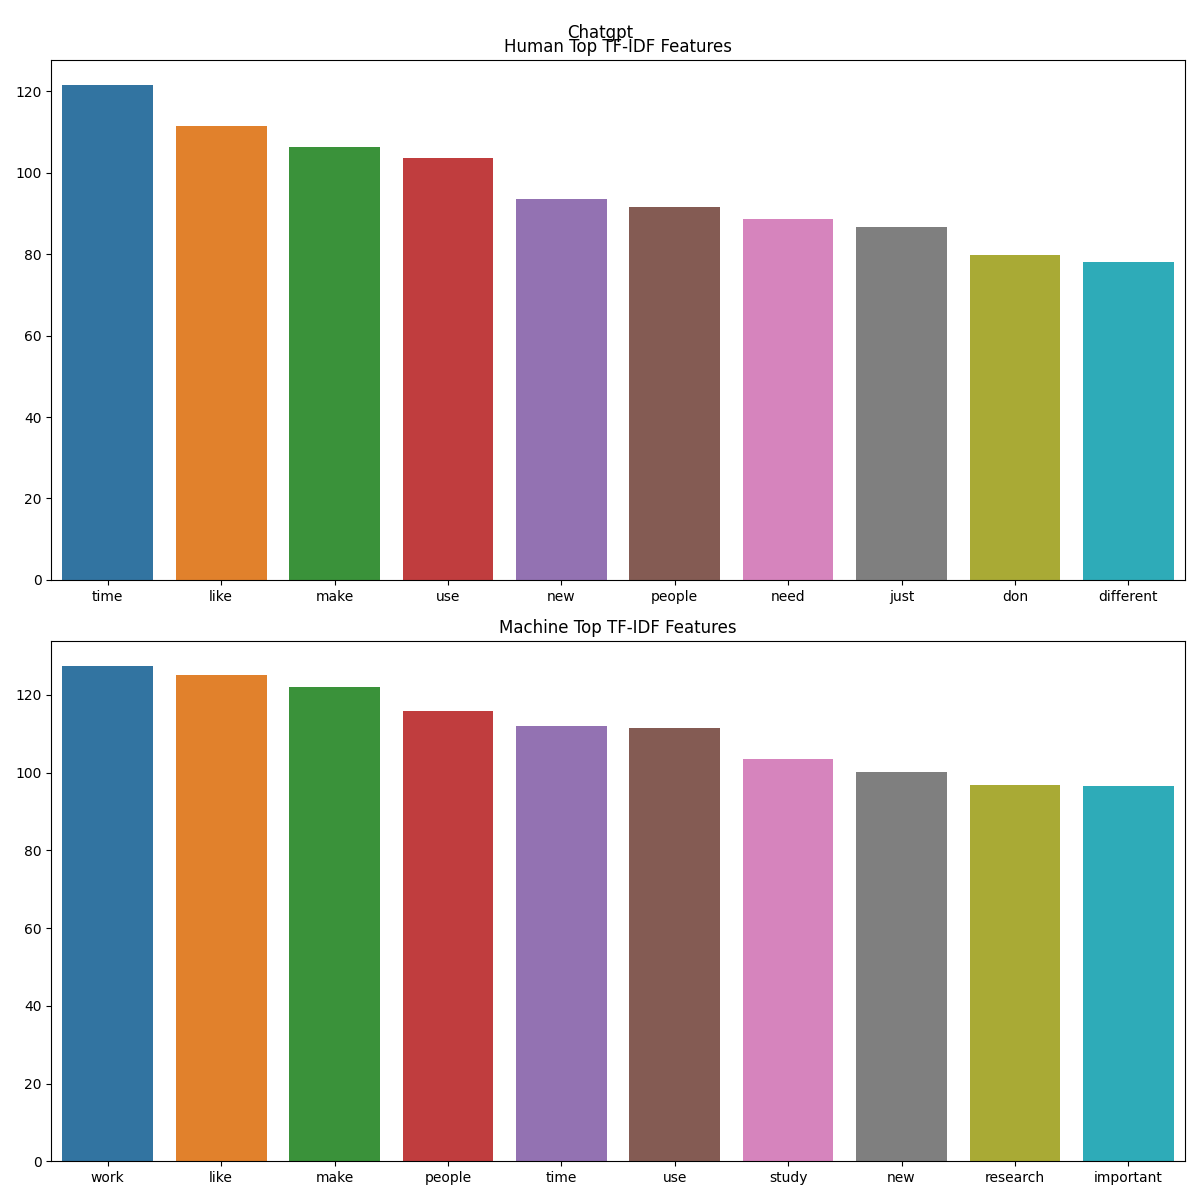 Chatgpt
Human Top TF-IDF Features
120
100
80
60
40
20
0
time like make use new people need just don different
Machine Top TF-IDF Features
120
100
80
60
40
20
0
work like make people time use study new research important